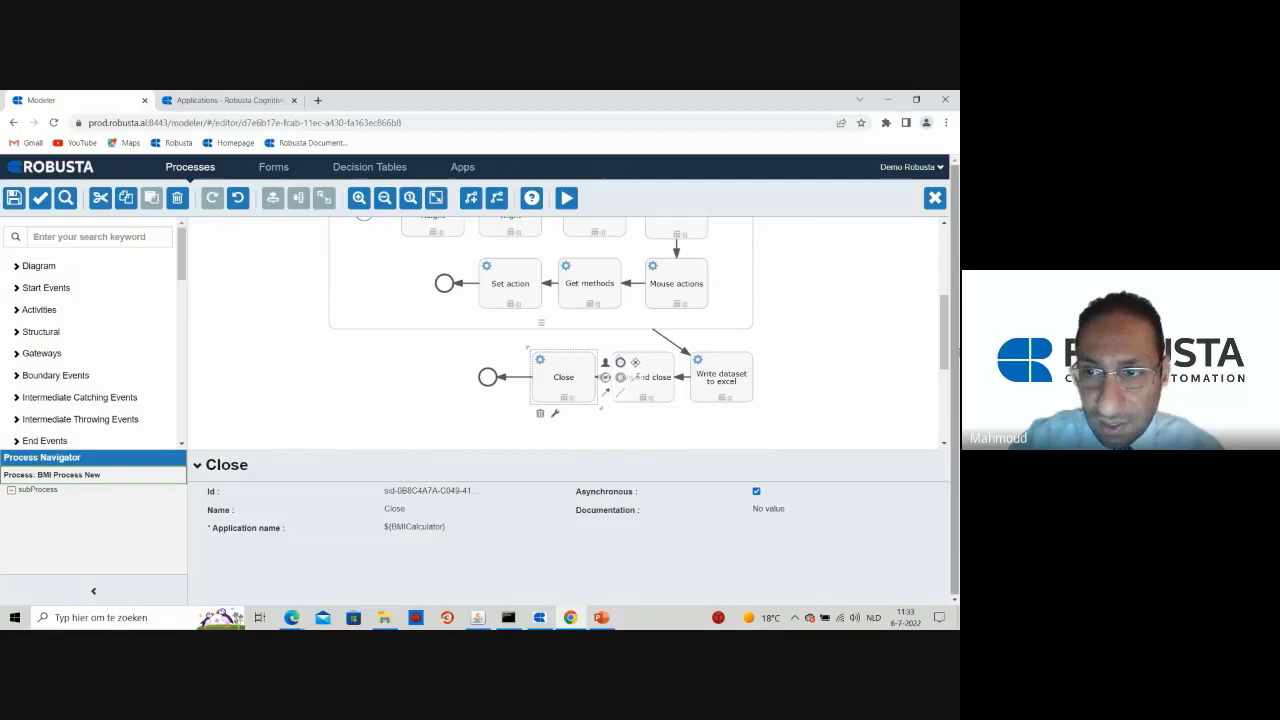 Modeler
Applications - Robusta Cogniti
prod.robusta.ai:8443/modeler/#/editor/d7e6b17e-fcab-11ec-a430-fa163ec866b8
Gmail YouTube Maps Robusta Homepage Robusta Document...
ROBUSTA Processes Forms Decision Tables Apps Demo Robusta
Enter your search keyword
Diagram
Start Events
Activities
Structural
Gateways
Boundary Events
Intermediate Catching Events
Intermediate Throwing Events
End Events
Set action Get methods Mouse actions
Close close Write dataset
to excel
Process Navigator
Process: BMI Process New
subProcess
Close
Id : sid-0B8C4A7A-C049-41 ... Asynchronous :
Name : Close Documentation : No value
* Application name : ${BMICalculator}
Mahmoud
Typ hier om te zoeken
18°C NLD
11:33
6-7-2022